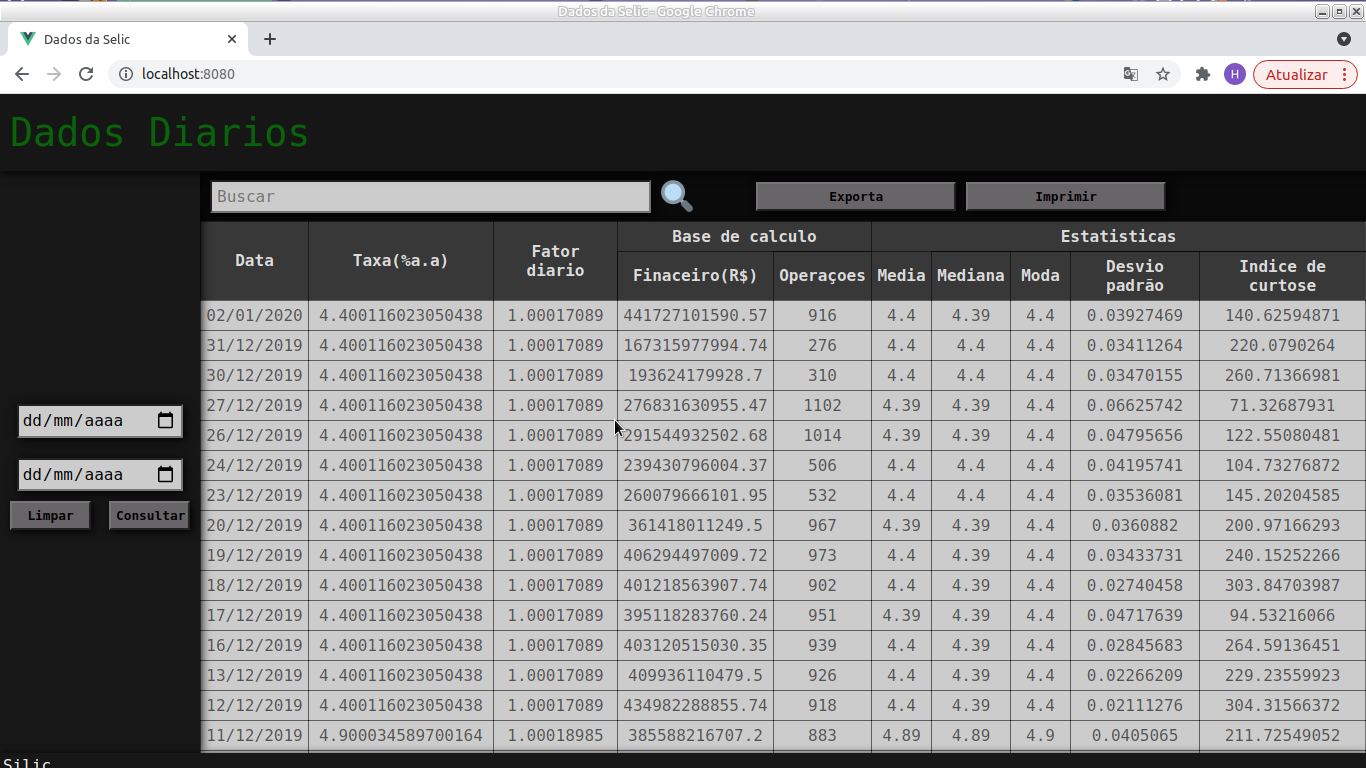 Dados da Selic - Google Chrome
Dados da Selic
localhost:8080
H
Atualizar
Dados Diarios
Buscar
Exporta
Imprimir
Data Taxa(%a.a) Fator diario Base de calculo Estatisticas
Finaceiro(R$) Operaçoes Media Mediana Moda Desvio padrão Indice de curtose
02/01/2020 4.400116023050438 1.00017089 441727101590.57 916 4.4 4.39 4.4 0.03927469 140.62594871
31/12/2019 4.400116023050438 1.00017089 167315977994.74 276 4.4 4.4 4.4 0.03411264 220.0790264
30/12/2019 4.400116023050438 1.00017089 193624179928.7 310 4.4 4.4 4.4 0.03470155 260.71366981
27/12/2019 4.400116023050438 1.00017089 276831630955.47 1102 4.39 4.39 4.4 0.06625742 71.32687931
26/12/2019 4.400116023050438 1.00017089 291544932502.68 1014 4.39 4.39 4.4 0.04795656 122.55080481
24/12/2019 4.400116023050438 1.00017089 239430796004.37 506 4.4 4.4 4.4 0.04195741 104.73276872
23/12/2019 4.400116023050438 1.00017089 260079666101.95 532 4.4 4.4 4.4 0.03536081 145.20204585
20/12/2019 4.400116023050438 1.00017089 361418011249.5 967 4.39 4.39 4.4 0.0360882 200.97166293
19/12/2019 4.400116023050438 1.00017089 406294497009.72 973 4.4 4.39 4.4 0.03433731 240.15252266
18/12/2019 4.400116023050438 1.00017089 401218563907.74 902 4.4 4.39 4.4 0.02740458 303.84703987
17/12/2019 4.400116023050438 1.00017089 395118283760.24 951 4.39 4.39 4.4 0.04717639 94.53216066
16/12/2019 4.400116023050438 1.00017089 403120515030.35 939 4.4 4.39 4.4 0.02845683 264.59136451
13/12/2019 4.400116023050438 1.00017089 409936110479.5 926 4.4 4.39 4.4 0.02266209 229.23559923
12/12/2019 4.400116023050438 1.00017089 434982288855.74 918 4.4 4.39 4.4 0.02111276 304.31566372
11/12/2019 4.900034589700164 1.00018985 385588216707.2 883 4.89 4.89 4.9 0.0405065 211.72549052
dd/mm/aaaa
dd/mm/aaaa
Limpar Consultar
Silic